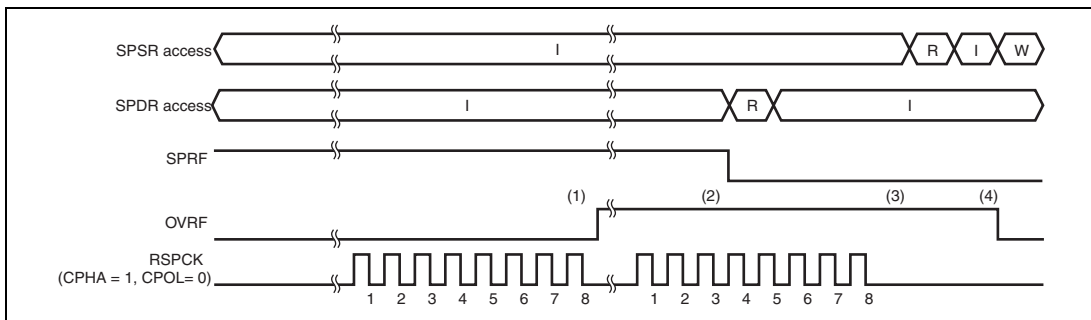 SPSR access I R I W
SPDR access I R I
SPRF
(1) (2) (3) (4)
OVRF
RSPCK
(CPHA = 1, CPOL= 0)
1 2 3 4 5 6 7 8 1 2 3 4 5 6 7 8